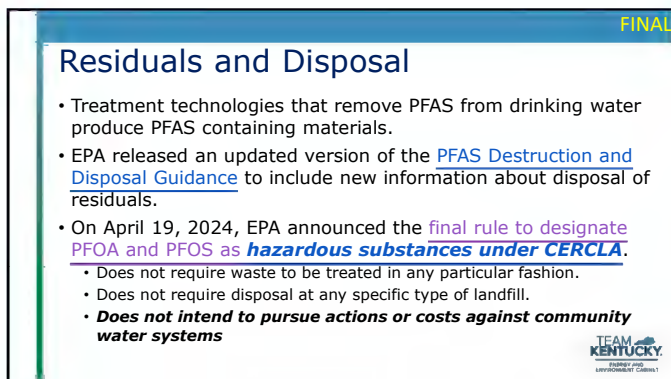 FINAL
Residuals and Disposal
• Treatment technologies that remove PFAS from drinking water
produce PFAS containing materials.
• EPA released an updated version of the PFAS Destruction and
Disposal Guidance to include new information about disposal of
residuals.
• On April 19, 2024, EPA announced the final rule to designate
PFOA and PFOS as hazardous substances under CERCLA.
• Does not require waste to be treated in any particular fashion.
• Does not require disposal at any specific type of landfill.
• Does not intend to pursue actions or costs against community
water systems
TEAM
KENTUCKY.
ENERGY AND
ENVIRONMENT CABINET